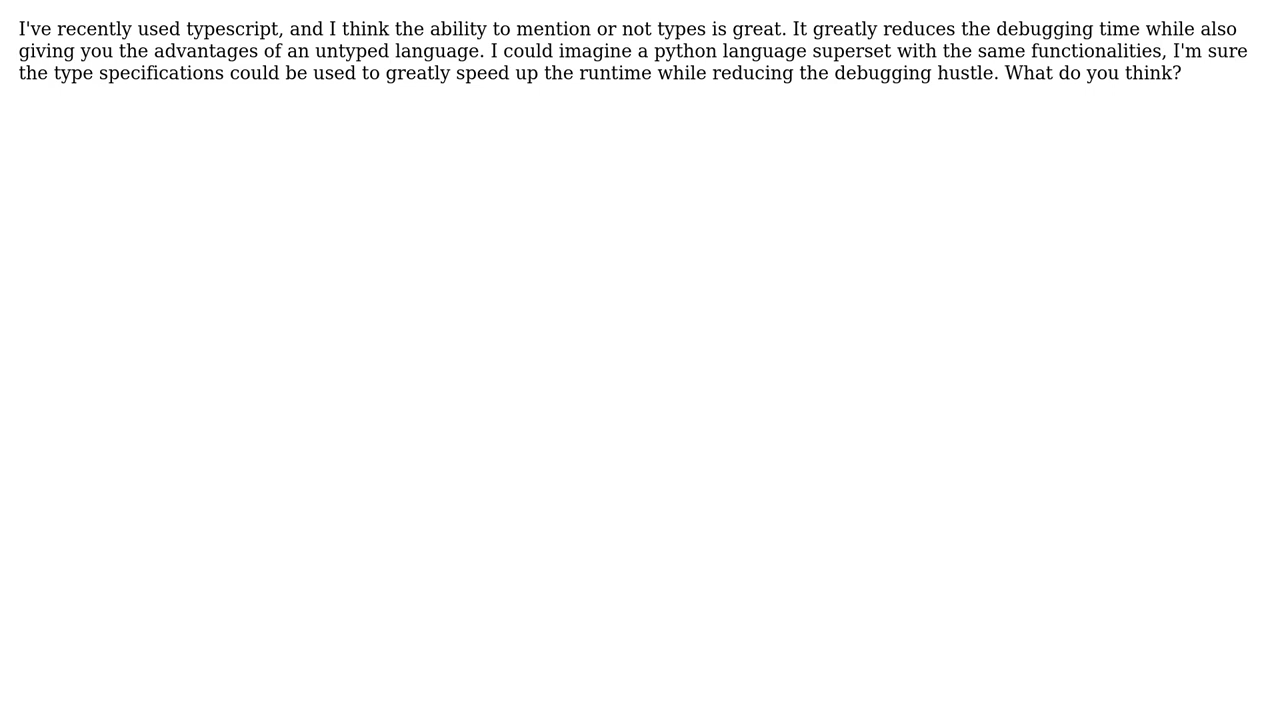 I've recently used typescript, and I think the ability to mention or not types is great. It greatly reduces the debugging time while also
giving you the advantages of an untyped language. I could imagine a python language superset with the same functionalities, I'm sure
the type specifications could be used to greatly speed up the runtime while reducing the debugging hustle. What do you think?